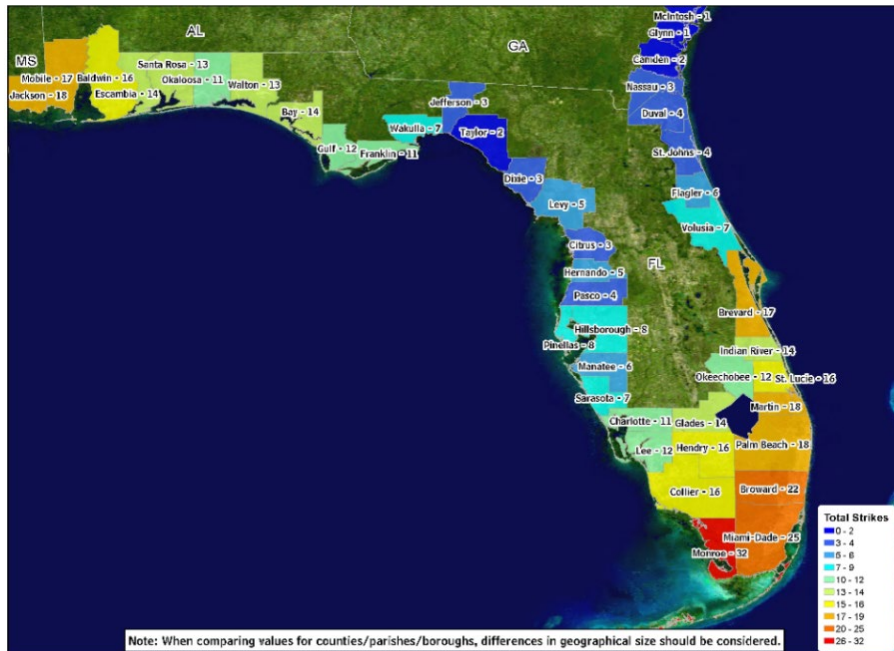 McIntosh - 1
Glynn - 1
Camden - 2
AL
GA
MS
Santa Rosa - 13
Mobile - 17
Baldwin - 16
Okaloosa - 11
Walton - 13
Jackson - 18
Escambia - 14
Nassau - 3
Jefferson - 3
Bay - 14
Duval - 4
Wakulla - 7
Taylor - 2
Gulf - 12
Franklin - 11
St. Johns - 4
Dixie - 3
Flagler - 6
Levy - 5
Volusia - 7
Citrus - 3
FL
Hernando - 5
Pasco - 4
Brevard - 17
Hillsborough - 8
Pinellas - 8
Indian River - 14
Manatee - 6
Okeechobee - 12
St. Lucie - 16
Sarasota - 7
Martin - 18
Charlotte - 11
Glades - 14
Palm Beach - 18
Hendry - 16
Lee - 12
Collier - 16
Broward - 22
Miami-Dade - 25
Monroe - 32
Total Strikes
0 - 2
3 - 4
5 - 6
7 - 9
10 - 12
13 - 14
15 - 16
17 - 19
20 - 25
26 - 32
Note: When comparing values for counties/parishes/boroughs, differences in geographical size should be considered.